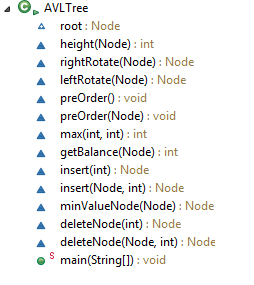 AVLTree
root : Node
height(Node) : int
rightRotate(Node) : Node
leftRotate(Node) : Node
preOrder() : void
preOrder(Node) : void
max(int, int) : int
getBalance(Node) : int
insert(int) : Node
insert(Node, int) : Node
minValueNode(Node) : Node
deleteNode(int) : Node
deleteNode(Node, int) : Node
S main(String[]) : void